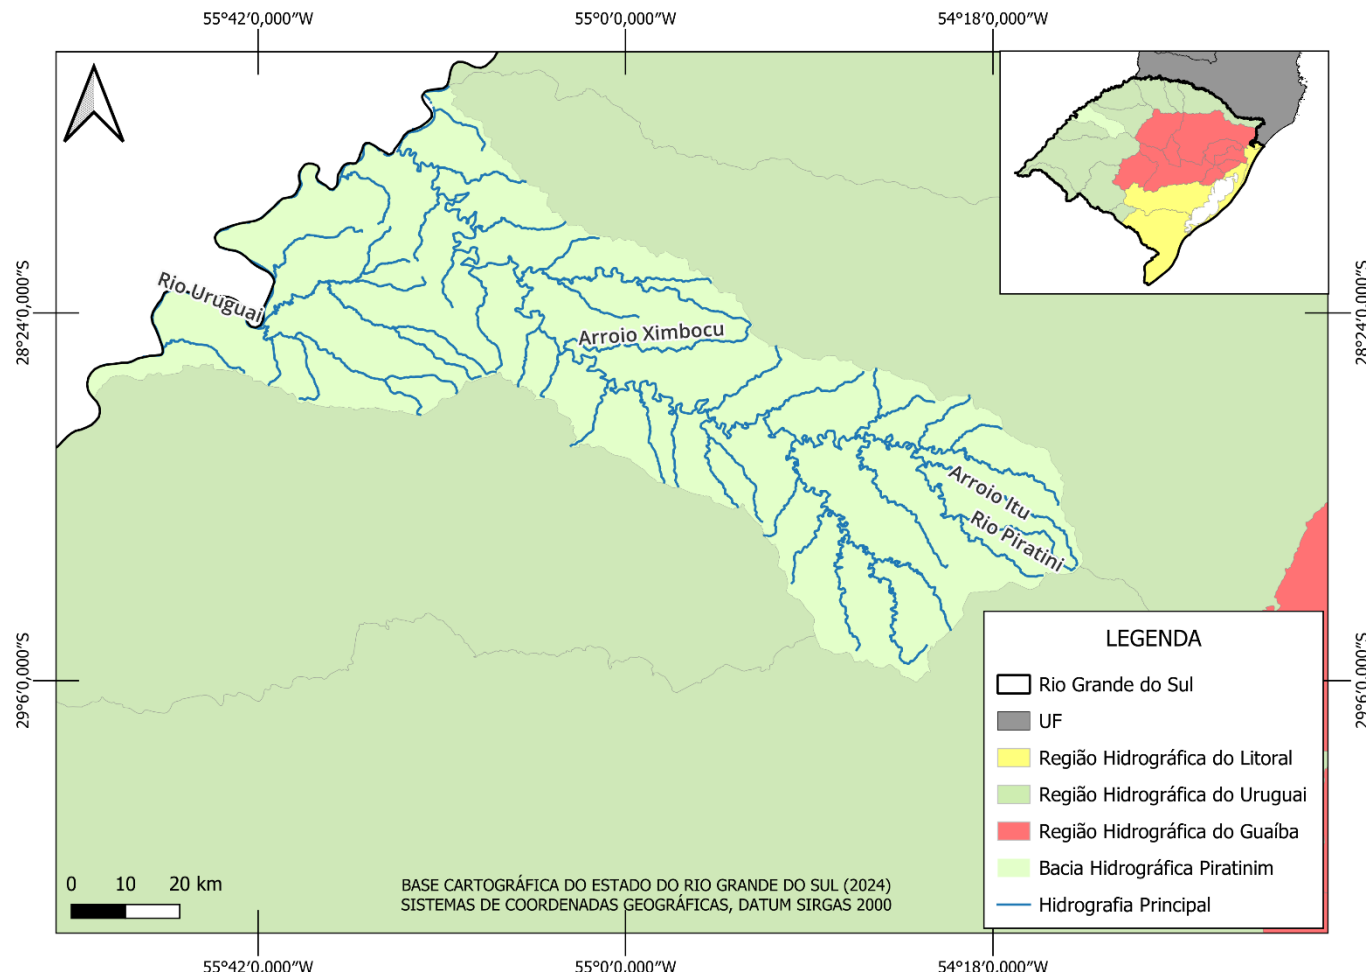 55°42'0,000"W
55°0'0,000"W
54°18'0,000"W
28°24'0,000"S
28°24'0,000"S
Rio Uruguai
Arroio Ximbocu
Arroio Itu
Rio Piratini
29°6'0,000"S
29°6'0,000"S
LEGENDA
Rio Grande do Sul
UF
Região Hidrográfica do Litoral
Região Hidrográfica do Uruguai
Região Hidrográfica do Guaíba
Bacia Hidrográfica Piratinim
Hidrografia Principal
0 10 20 km
BASE CARTOGRÁFICA DO ESTADO DO RIO GRANDE DO SUL (2024)
SISTEMAS DE COORDENADAS GEOGRÁFICAS, DATUM SIRGAS 2000
55°42'0,000"W
55°0'0,000"W
54°18'0,000"W